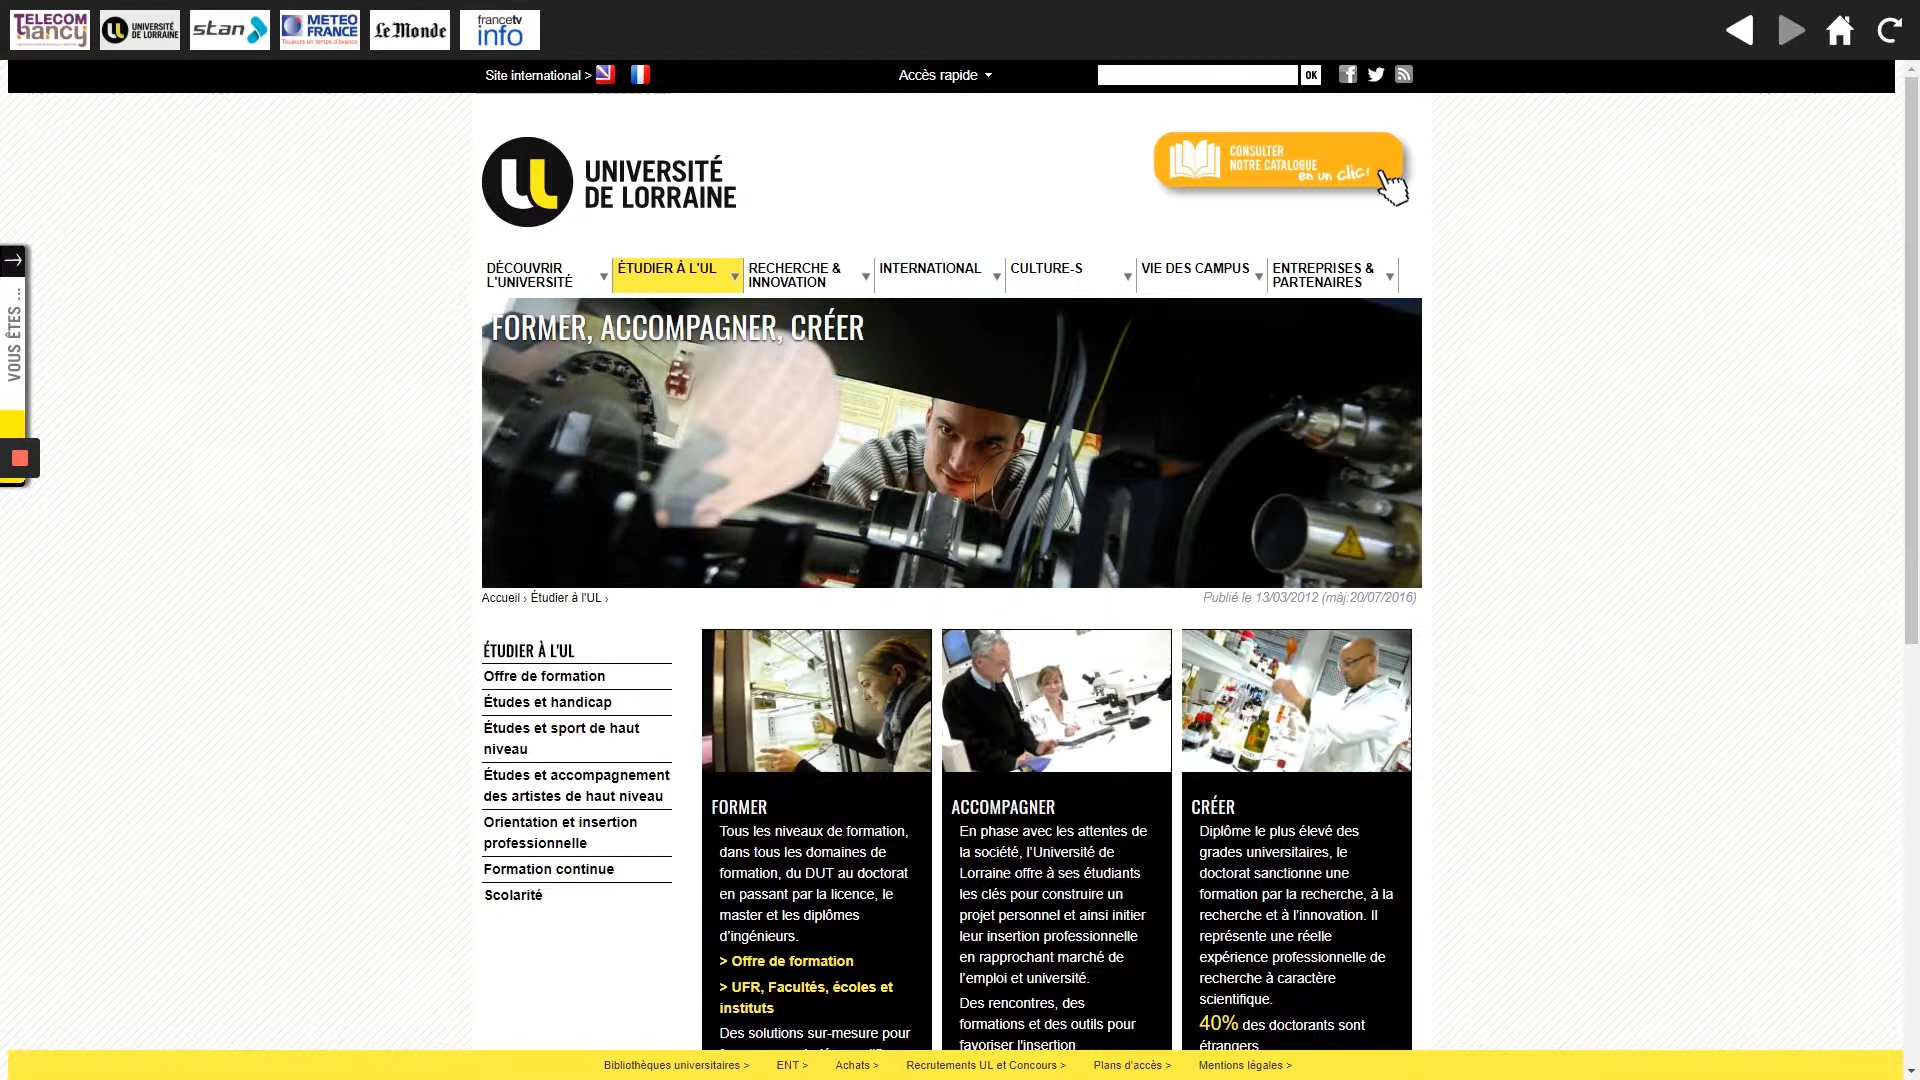 TELECOM
nancy
UNIVERSITÉ
DE LORRAINE
stan
METEO
FRANCE
Toujours un temps d'avance
Le Monde
francetv
info
Site international >
Accès rapide
OK
UNIVERSITÉ
DE LORRAINE
CONSULTER
NOTRE CATALOGUE
en un clic!
VOUS ÊTES ...
DÉCOUVRIR
L'UNIVERSITÉ
ÉTUDIER À L'UL
RECHERCHE &
INNOVATION
INTERNATIONAL
CULTURE-S
VIE DES CAMPUS
ENTREPRISES &
PARTENAIRES
FORMER, ACCOMPAGNER, CRÉER
Accueil › Étudier à l'UL ›
Publié le 13/03/2012 (màj:20/07/2016)
ÉTUDIER À L'UL
Offre de formation
Études et handicap
Études et sport de haut
niveau
Études et accompagnement
des artistes de haut niveau
Orientation et insertion
professionnelle
Formation continue
Scolarité
FORMER
Tous les niveaux de formation,
dans tous les domaines de
formation, du DUT au doctorat
en passant par la licence, le
master et les diplômes
d’ingénieurs.
> Offre de formation
> UFR, Facultés, écoles et
instituts
Des solutions sur-mesure pour
ACCOMPAGNER
En phase avec les attentes de
la société, l’Université de
Lorraine offre à ses étudiants
les clés pour construire un
projet personnel et ainsi initier
leur insertion professionnelle
en rapprochant marché de
l’emploi et université.
Des rencontres, des
formations et des outils pour
favoriser l'insertion
CRÉER
Diplôme le plus élevé des
grades universitaires, le
doctorat sanctionne une
formation par la recherche, à la
recherche et à l’innovation. Il
représente une réelle
expérience professionnelle de
recherche à caractère
scientifique.
40% des doctorants sont
étrangers
Bibliothèques universitaires >
ENT >
Achats >
Recrutements UL et Concours >
Plans d'accès >
Mentions légales >